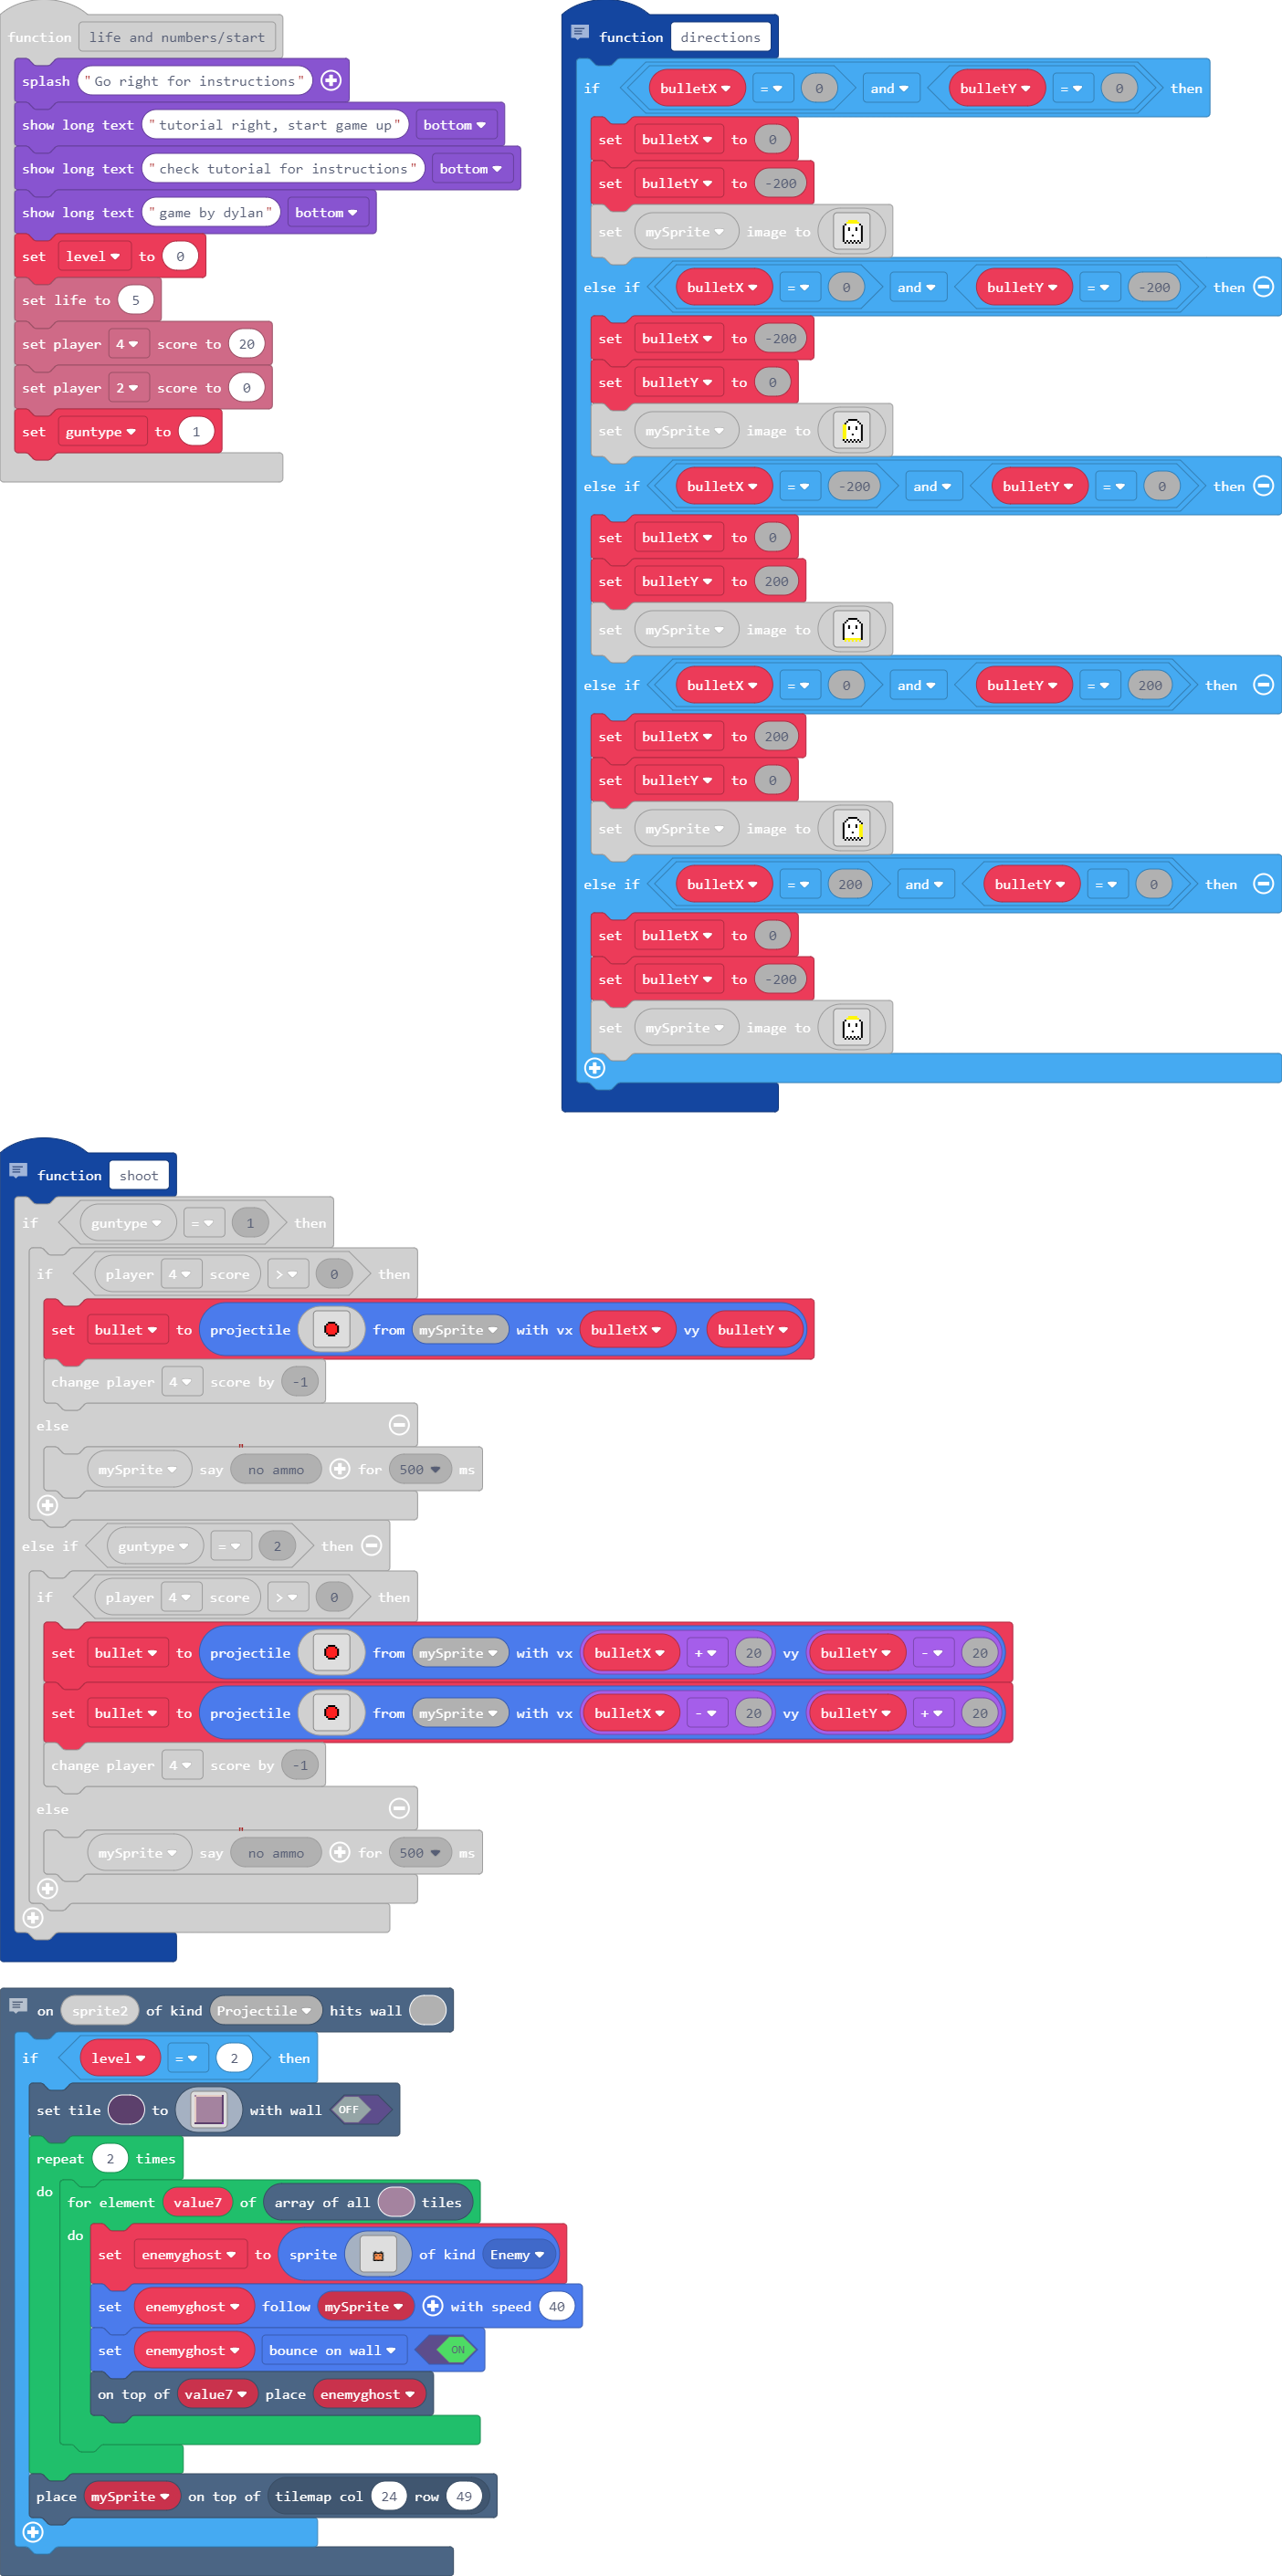 function life and numbers/start
splash "Go right for instructions"
show long text "tutorial right, start game up" bottom
show long text "check tutorial for instructions" bottom
show long text "game by dylan" bottom
set level to 0
set life to 5
set player 4 score to 20
set player 2 score to 0
set guntype to 1
function directions
if bulletX = 0 and bulletY = 0 then
set bulletX to 0
set bulletY to -200
set mySprite image to
else if bulletX = 0 and bulletY = -200 then
set bulletX to -200
set bulletY to 0
set mySprite image to
else if bulletX = -200 and bulletY = 0 then
set bulletX to 0
set bulletY to 200
set mySprite image to
else if bulletX = 0 and bulletY = 200 then
set bulletX to 200
set bulletY to 0
set mySprite image to
else if bulletX = 200 and bulletY = 0 then
set bulletX to 0
set bulletY to -200
set mySprite image to
function shoot
if guntype = 1 then
if player 4 score > 0 then
set bullet to projectile from mySprite with vx bulletX vy bulletY
change player 4 score by -1
else
mySprite say "no ammo for 500 ms
else if guntype = 2 then
if player 4 score > 0 then
set bullet to projectile from mySprite with vx bulletX + 20 vy bulletY - 20
set bullet to projectile from mySprite with vx bulletX - 20 vy bulletY + 20
change player 4 score by -1
else
mySprite say "no ammo for 500 ms
on sprite2 of kind Projectile hits wall
if level = 2 then
set tile to with wall OFF
repeat 2 times
do for element value7 of array of all tiles
do
set enemyghost to sprite of kind Enemy
set enemyghost follow mySprite with speed 40
set enemyghost bounce on wall ON
on top of value7 place enemyghost
place mySprite on top of tilemap col 24 row 49